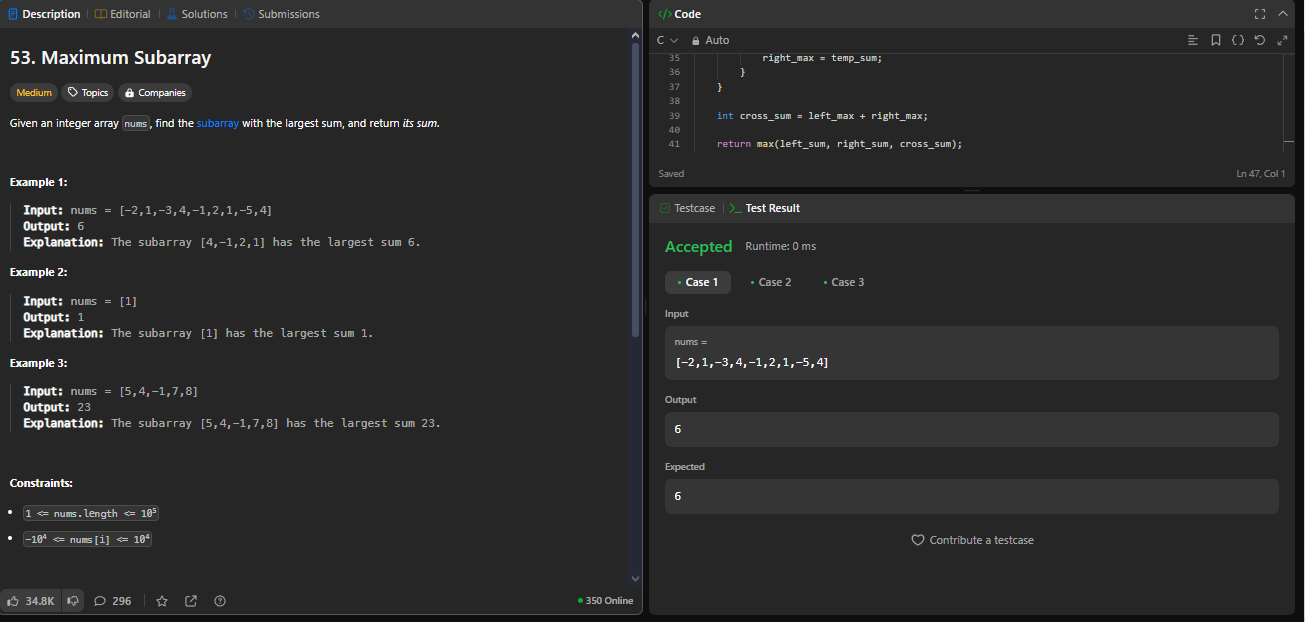 Description | Editorial | Solutions | Submissions
53. Maximum Subarray
Medium Topics Companies
Given an integer array nums, find the subarray with the largest sum, and return its sum.
Example 1:
Input: nums = [-2,1,-3,4,-1,2,1,-5,4]
Output: 6
Explanation: The subarray [4,-1,2,1] has the largest sum 6.
Example 2:
Input: nums = [1]
Output: 1
Explanation: The subarray [1] has the largest sum 1.
Example 3:
Input: nums = [5,4,-1,7,8]
Output: 23
Explanation: The subarray [5,4,-1,7,8] has the largest sum 23.
Constraints:
• 1 <= nums.length <= 10⁵
• -10⁴ <= nums[i] <= 10⁴
34.8K 296 350 Online
</> Code
C Auto
35 right_max = temp_sum;
36 }
37 }
38
39 int cross_sum = left_max + right_max;
40
41 return max(left_sum, right_sum, cross_sum);
Saved Ln 47, Col 1
Testcase | >_ Test Result
Accepted Runtime: 0 ms
• Case 1 • Case 2 • Case 3
Input
nums =
[-2,1,-3,4,-1,2,1,-5,4]
Output
6
Expected
6
Contribute a testcase